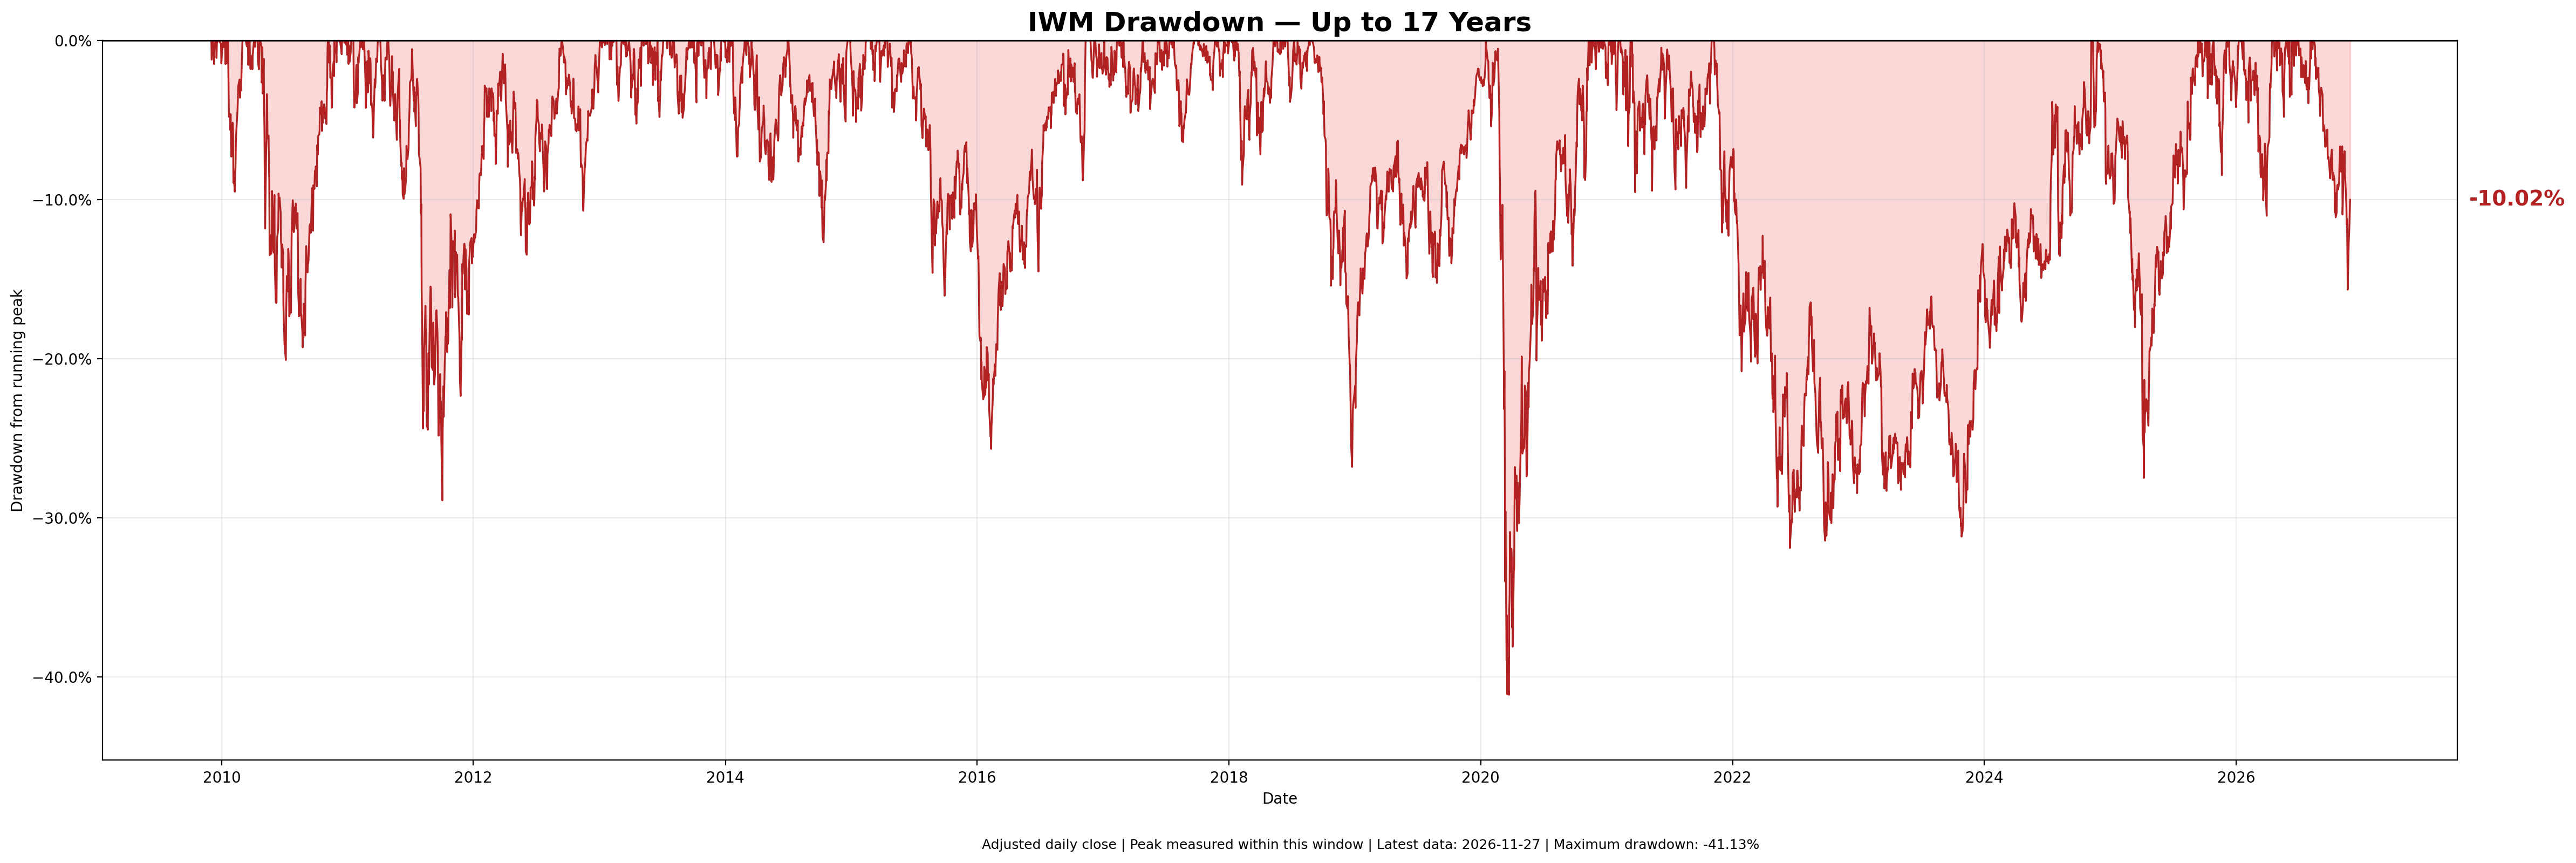 IWM Drawdown — Up to 17 Years
0.0%
−10.0%
−20.0%
−30.0%
−40.0%
Drawdown from running peak
-10.02%
2010 2012 2014 2016 2018 2020 2022 2024 2026
Date
Adjusted daily close | Peak measured within this window | Latest data: 2026-11-27 | Maximum drawdown: -41.13%